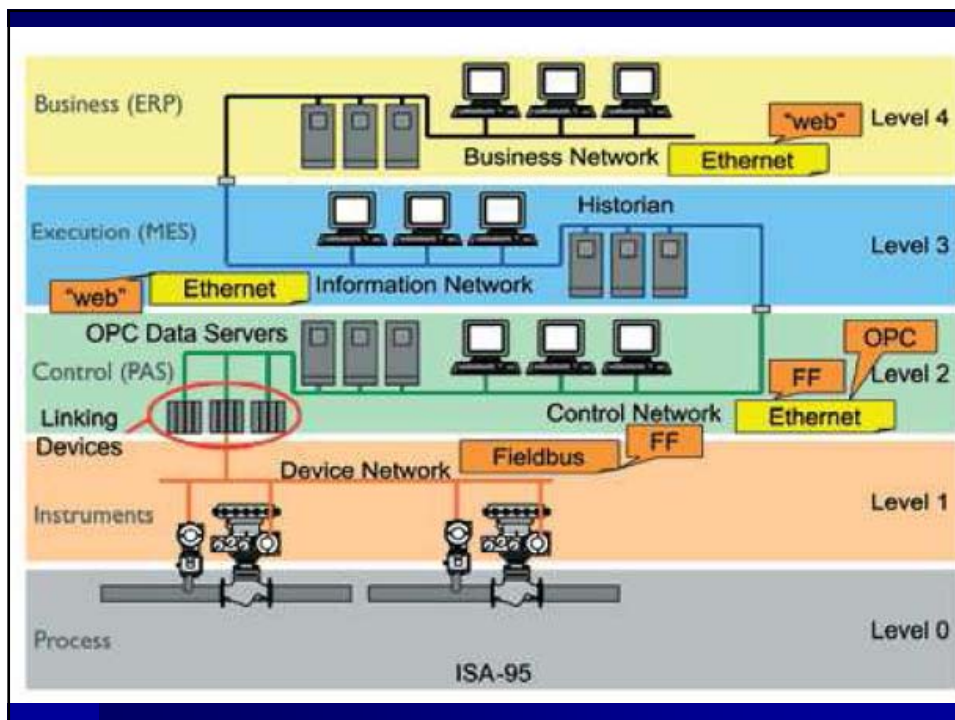 Business (ERP)
"web"
Level 4
Business Network
Ethernet
Historian
Execution (MES)
Level 3
"web"
Ethernet
Information Network
OPC Data Servers
OPC
Control (PAS)
FF
Level 2
Linking
Devices
Control Network
Ethernet
Device Network
Fieldbus
FF
Instruments
Level 1
Process
Level 0
ISA-95